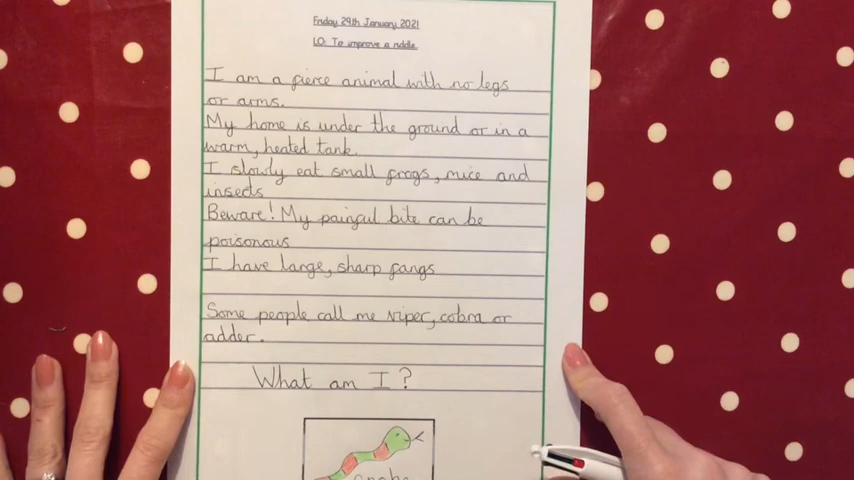 Friday 29th January 2021
LO: To improve a riddle.
I am a fierce animal with no legs
or arms.
My home is under the ground or in a
warm, heated tank.
I slowly eat small frogs, mice and
insects
Beware! My painful bite can be
poisonous
I have large, sharp fangs
Some people call me viper, cobra or
adder.
What am I?